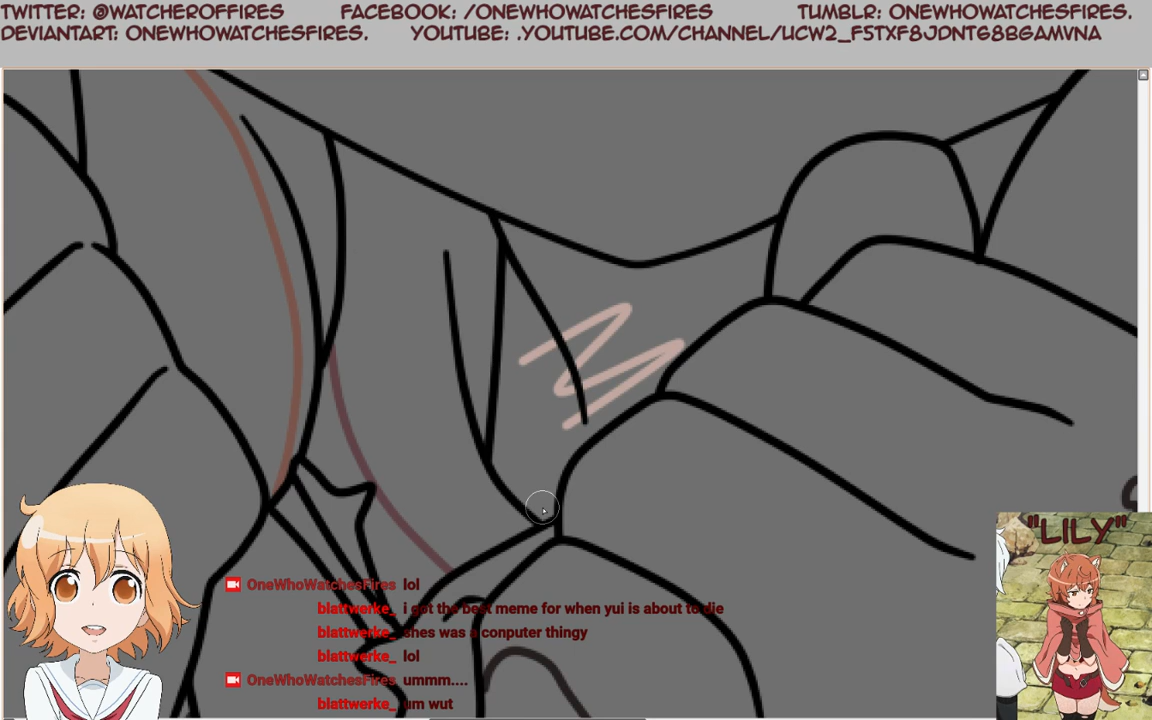 TWITTER: @WATCHEROFFIRES FACEBOOK: /ONEWHOWATCHESFIRES TUMBLR: ONEWHOWATCHESFIRES.
DEVIANTART: ONEWHOWATCHESFIRES. YOUTUBE: .YOUTUBE.COM/CHANNEL/UCW2_F5TXF8JDNTG8BGAMVNA
"LILY"
OneWhoWatchesFires lol
blattwerke_ i got the best meme for when yui is about to die
blattwerke_ shes was a conputer thingy
blattwerke_ lol
OneWhoWatchesFires ummm....
blattwerke_ um wut